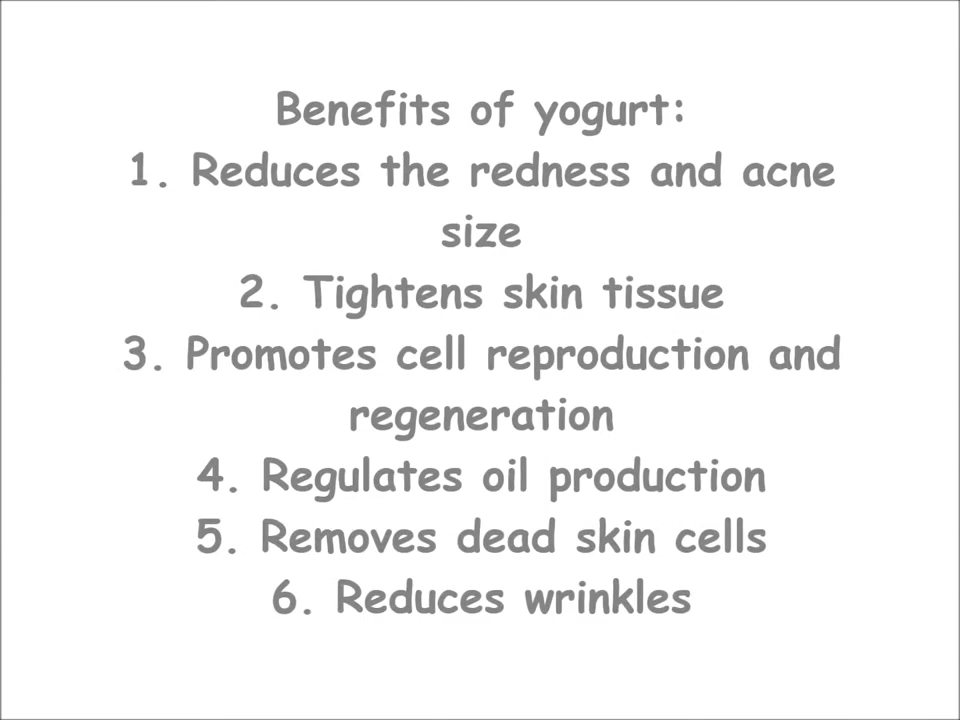 Benefits of yogurt:
1. Reduces the redness and acne
size
2. Tightens skin tissue
3. Promotes cell reproduction and
regeneration
4. Regulates oil production
5. Removes dead skin cells
6. Reduces wrinkles